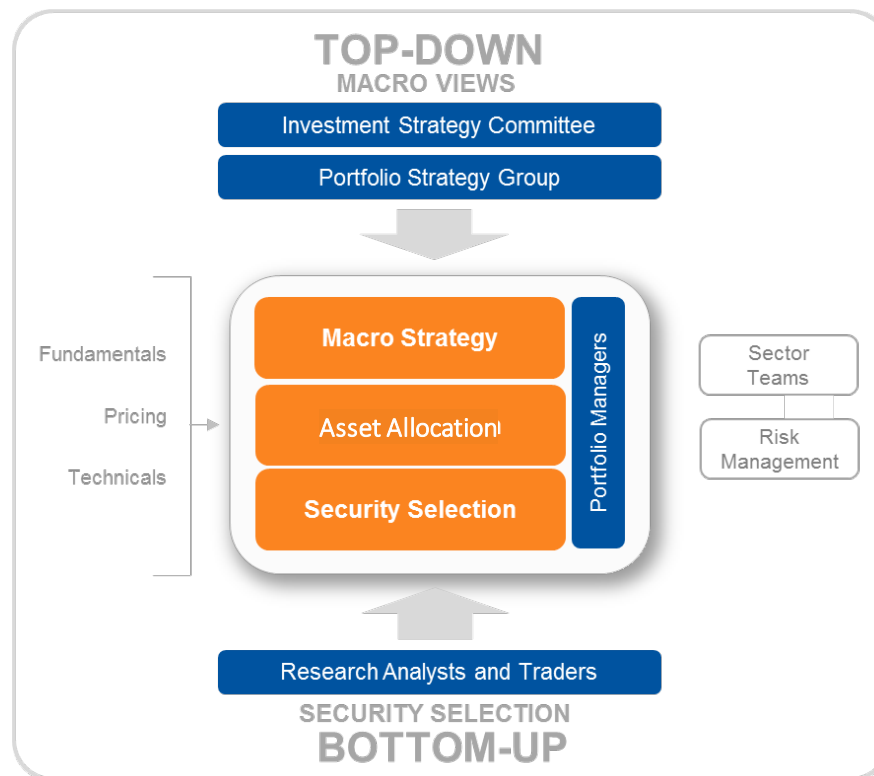 TOP-DOWN
MACRO VIEWS
Investment Strategy Committee
Portfolio Strategy Group
Fundamentals
Pricing
Technicals
Macro Strategy
Asset Allocation
Security Selection
Portfolio Managers
Sector
Teams
Risk
Management
Research Analysts and Traders
SECURITY SELECTION
BOTTOM-UP